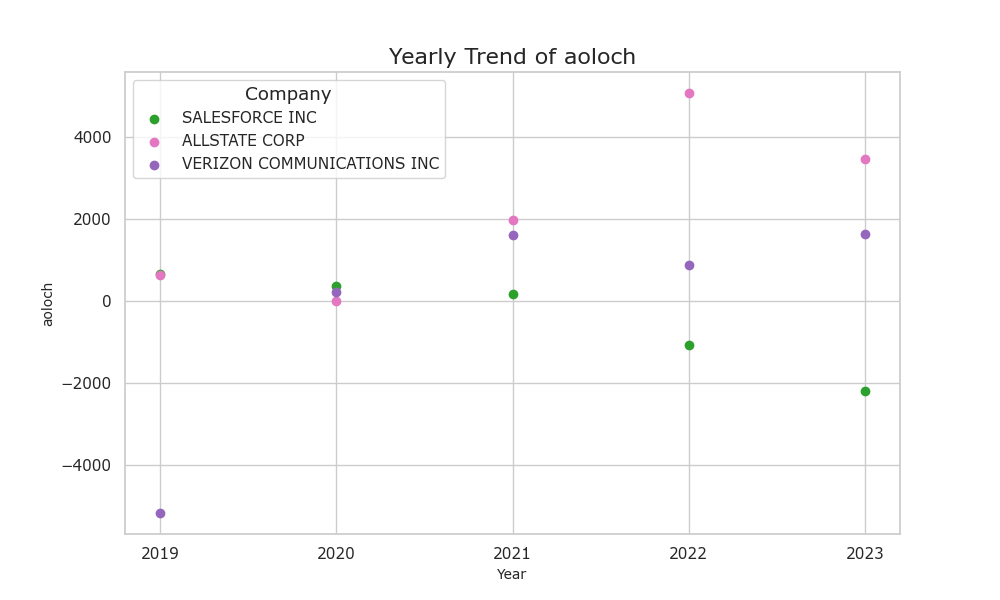 Yearly Trend of aoloch
Company
SALESFORCE INC
ALLSTATE CORP
VERIZON COMMUNICATIONS INC
4000
2000
0
−2000
−4000
aoloch
2019 2020 2021 2022 2023
Year